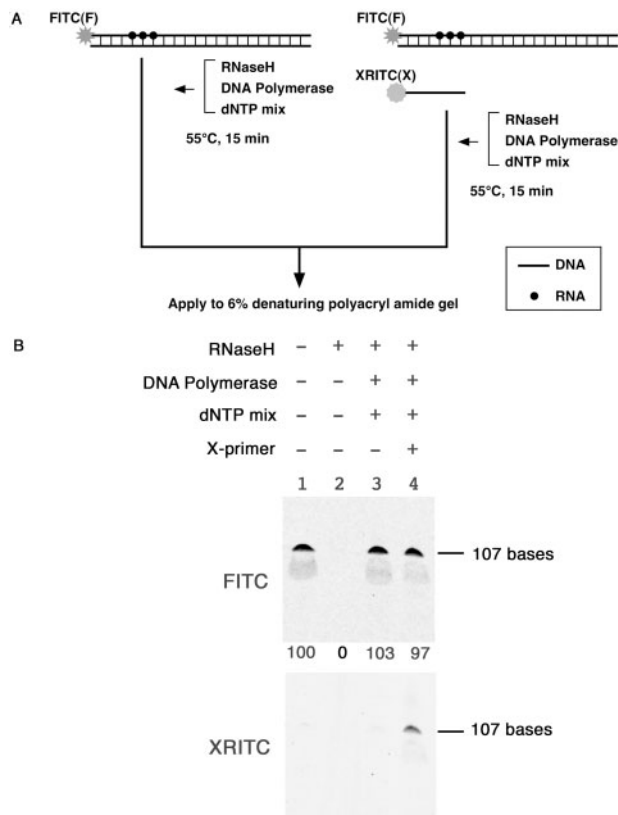 A
FITC(F)
RNaseH
DNA Polymerase
dNTP mix
55°C, 15 min
FITC(F)
XRITC(X)
RNaseH
DNA Polymerase
dNTP mix
55°C, 15 min
Apply to 6% denaturing polyacryl amide gel
DNA
RNA
B
RNaseH – + + +
DNA Polymerase – – + +
dNTP mix – – + +
X-primer – – – +
1 2 3 4
FITC
107 bases
100 0 103 97
XRITC
107 bases